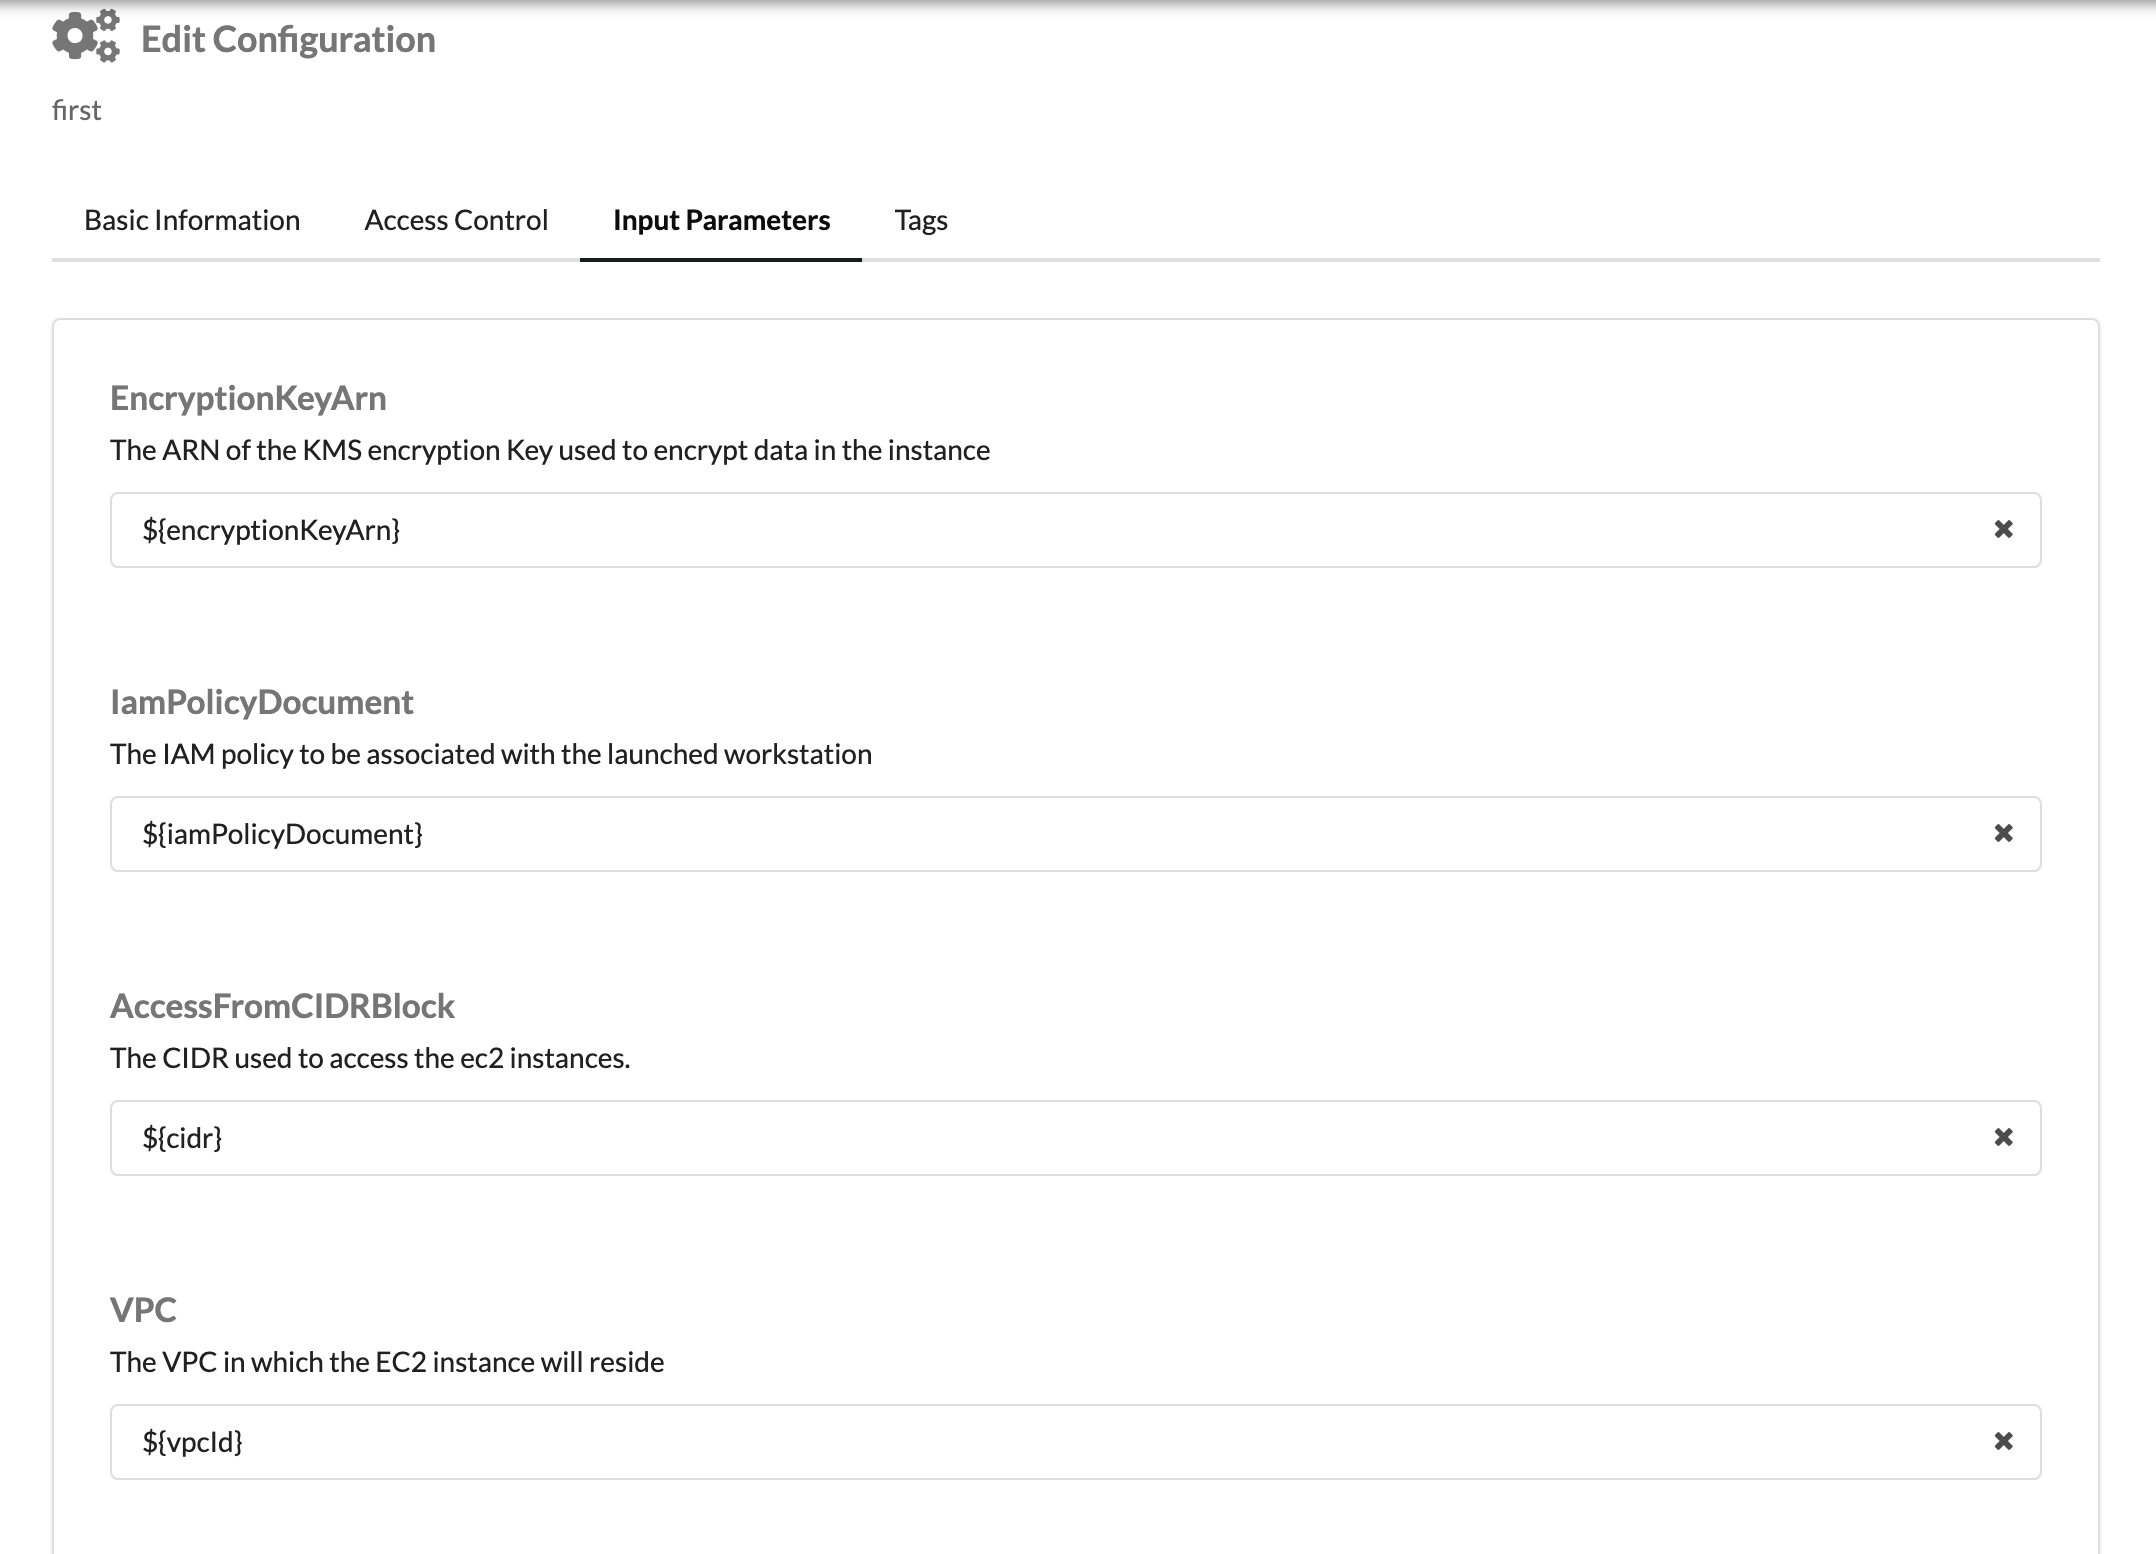 Edit Configuration
first
Basic Information Access Control Input Parameters Tags
EncryptionKeyArn
The ARN of the KMS encryption Key used to encrypt data in the instance
${encryptionKeyArn}
IamPolicyDocument
The IAM policy to be associated with the launched workstation
${iamPolicyDocument}
AccessFromCIDRBlock
The CIDR used to access the ec2 instances.
${cidr}
VPC
The VPC in which the EC2 instance will reside
${vpcId}